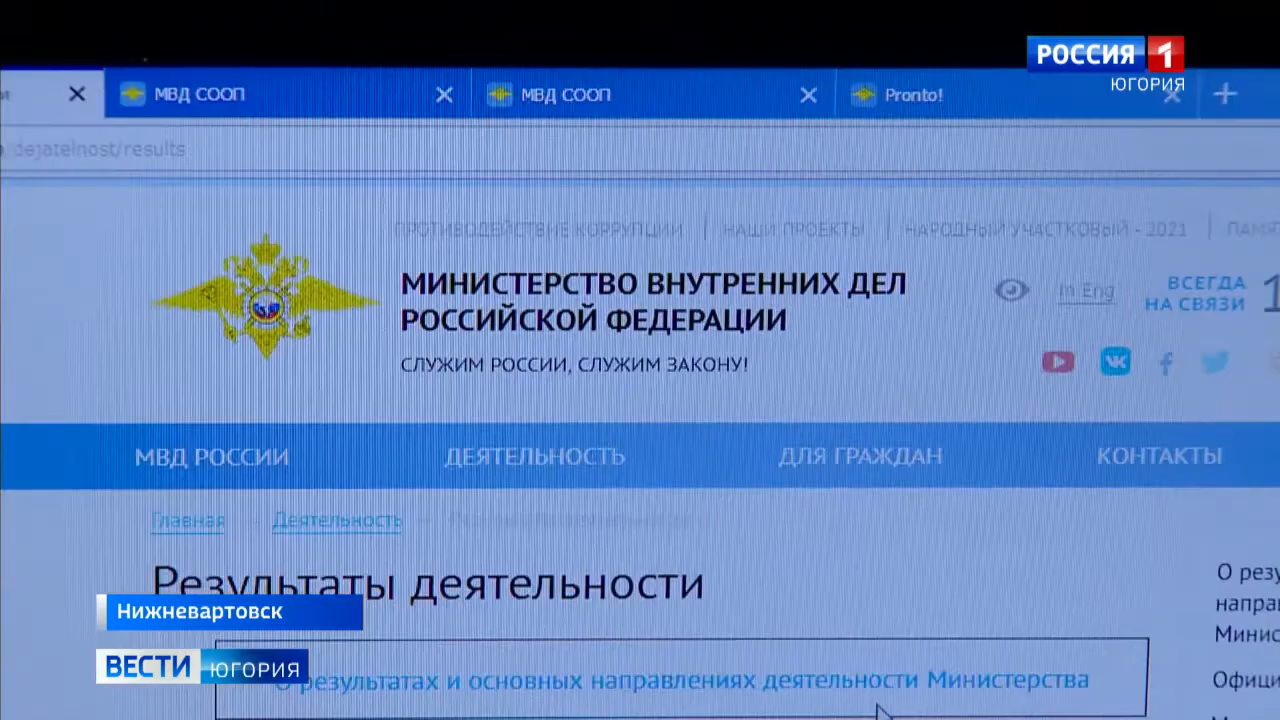 РОССИЯ 1
ЮГОРИЯ
МВД СООП
МВД СООП
Pronto!
dejatelnost/results
ПРОТИВОДЕЙСТВИЕ КОРРУПЦИИ | НАШИ ПРОЕКТЫ | НАРОДНЫЙ УЧАСТКОВЫЙ - 2021 |
МИНИСТЕРСТВО ВНУТРЕННИХ ДЕЛ
РОССИЙСКОЙ ФЕДЕРАЦИИ
СЛУЖИМ РОССИИ, СЛУЖИМ ЗАКОНУ!
In Eng
ВСЕГДА
НА СВЯЗИ
МВД РОССИИ ДЕЯТЕЛЬНОСТЬ ДЛЯ ГРАЖДАН КОНТАКТЫ
Главная Деятельность
Результаты деятельности
О результатах и основных направлениях деятельности Министерства
Нижневартовск
ВЕСТИ ЮГОРИЯ